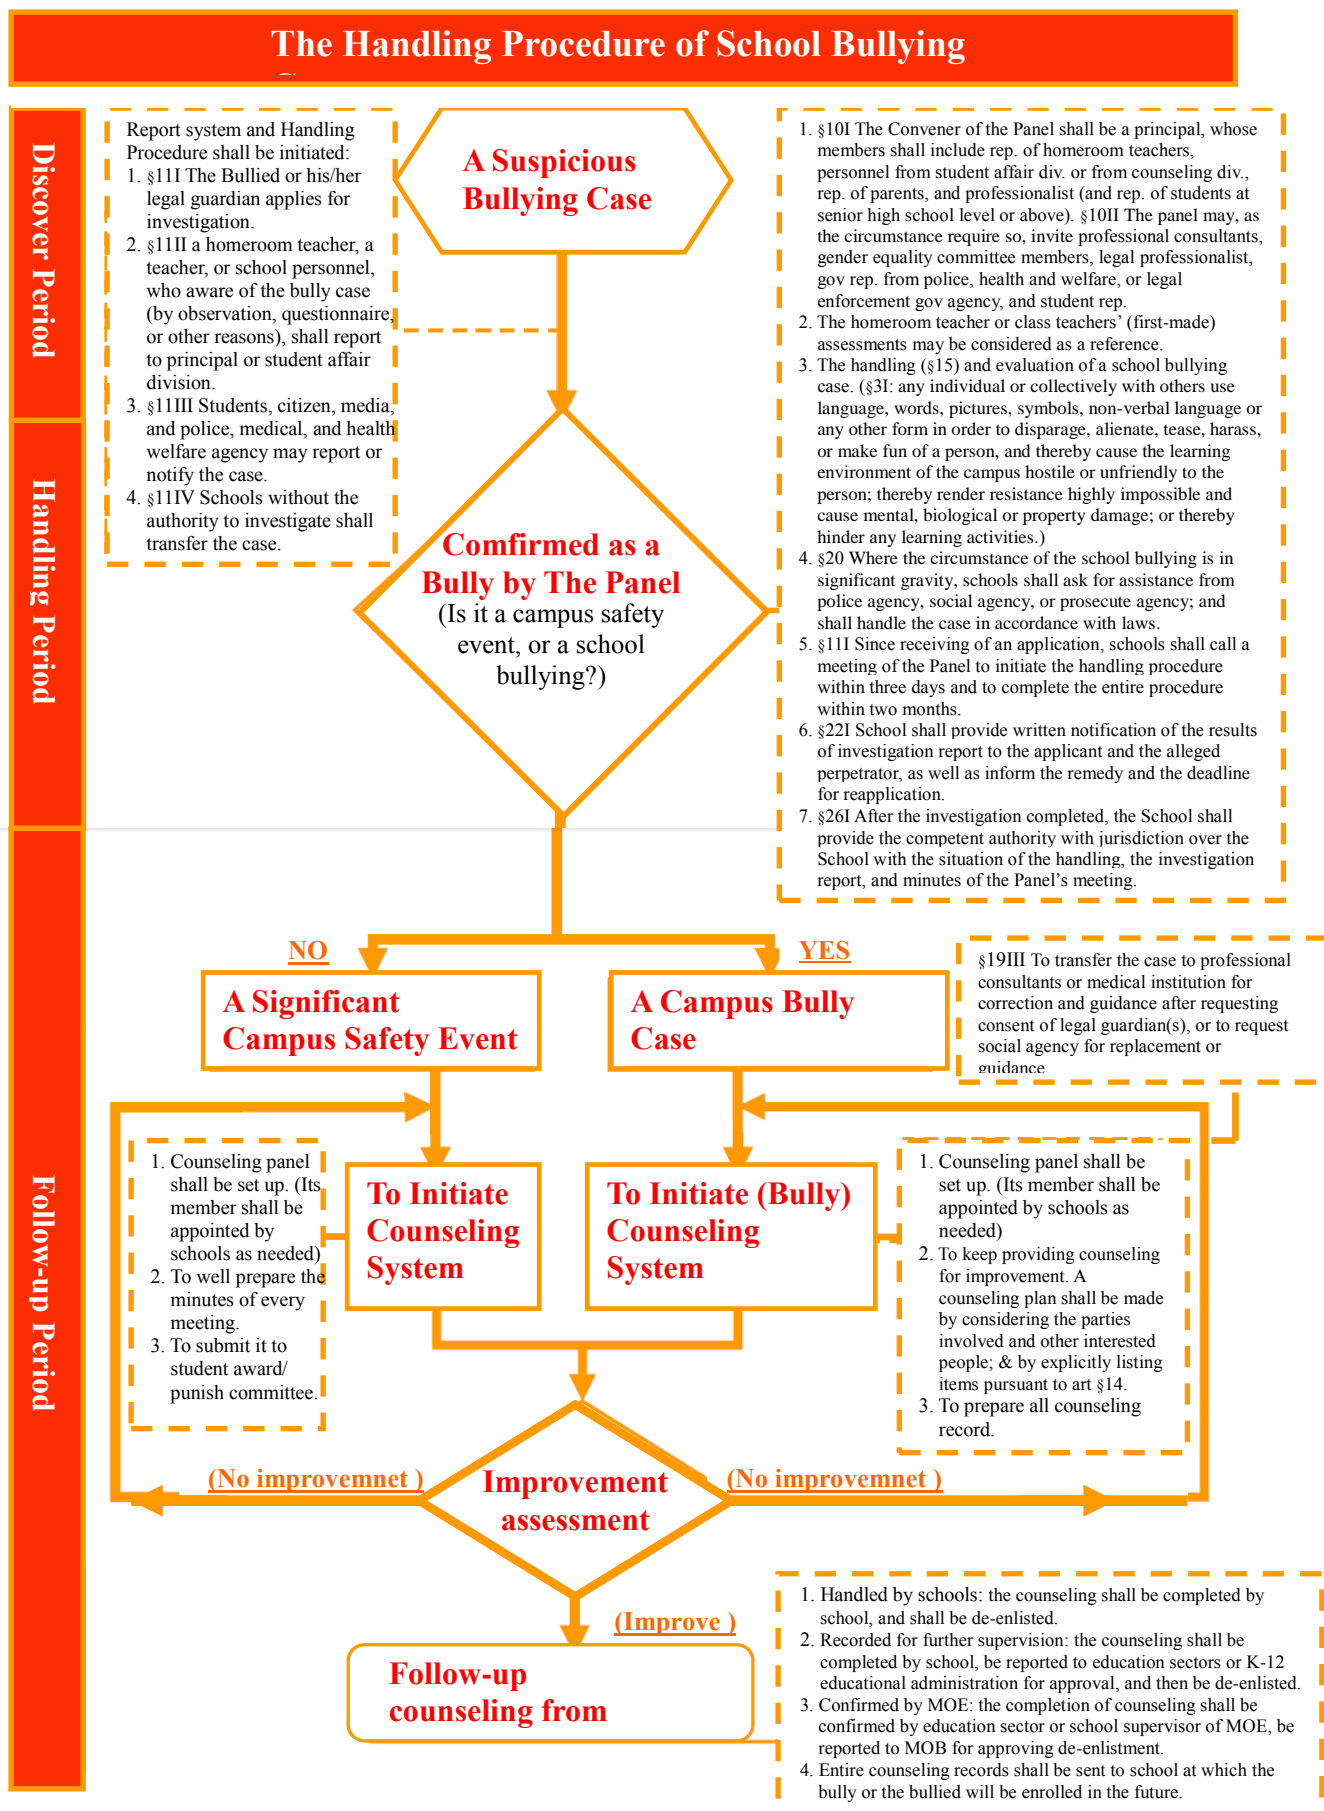 The Handling Procedure of School Bullying
Discover Period
Report system and Handling
Procedure shall be initiated:
1. §11I The Bullied or his/her
legal guardian applies for
investigation.
2. §11II a homeroom teacher, a
teacher, or school personnel,
who aware of the bully case
(by observation, questionnaire,
or other reasons), shall report
to principal or student affair
division.
3. §11III Students, citizen, media,
and police, medical, and health
welfare agency may report or
notify the case.
4. §11IV Schools without the
authority to investigate shall
transfer the case.
A Suspicious
Bullying Case
1. §10I The Convener of the Panel shall be a principal, whose
members shall include rep. of homeroom teachers,
personnel from student affair div. or from counseling div.,
rep. of parents, and professionalist (and rep. of students at
senior high school level or above). §10II The panel may, as
the circumstance require so, invite professional consultants,
gender equality committee members, legal professionalist,
gov rep. from police, health and welfare, or legal
enforcement gov agency, and student rep.
2. The homeroom teacher or class teachers’ (first-made)
assessments may be considered as a reference.
3. The handling (§15) and evaluation of a school bullying
case. (§3I: any individual or collectively with others use
language, words, pictures, symbols, non-verbal language or
any other form in order to disparage, alienate, tease, harass,
or make fun of a person, and thereby cause the learning
environment of the campus hostile or unfriendly to the
person; thereby render resistance highly impossible and
cause mental, biological or property damage; or thereby
hinder any learning activities.)
4. §20 Where the circumstance of the school bullying is in
significant gravity, schools shall ask for assistance from
police agency, social agency, or prosecute agency; and
shall handle the case in accordance with laws.
5. §11I Since receiving of an application, schools shall call a
meeting of the Panel to initiate the handling procedure
within three days and to complete the entire procedure
within two months.
6. §22I School shall provide written notification of the results
of investigation report to the applicant and the alleged
perpetrator, as well as inform the remedy and the deadline
for reapplication.
7. §26I After the investigation completed, the School shall
provide the competent authority with jurisdiction over the
School with the situation of the handling, the investigation
report, and minutes of the Panel’s meeting.
Handling Period
Comfirmed as a
Bully by The Panel
(Is it a campus safety
event, or a school
bullying?)
Follow-up Period
NO
YES
A Significant
Campus Safety Event
A Campus Bully
Case
§19III To transfer the case to professional
consultants or medical institution for
correction and guidance after requesting
consent of legal guardian(s), or to request
social agency for replacement or
guidance
1. Counseling panel
shall be set up. (Its
member shall be
appointed by
schools as needed)
2. To well prepare the
minutes of every
meeting.
3. To submit it to
student award/
punish committee.
To Initiate
Counseling
System
To Initiate (Bully)
Counseling
System
1. Counseling panel shall be
set up. (Its member shall be
appointed by schools as
needed)
2. To keep providing counseling
for improvement. A
counseling plan shall be made
by considering the parties
involved and other interested
people; & by explicitly listing
items pursuant to art §14.
3. To prepare all counseling
record.
(No improvemnet )
Improvement
assessment
(No improvemnet )
(Improve )
Follow-up
counseling from
1. Handled by schools: the counseling shall be completed by
school, and shall be de-enlisted.
2. Recorded for further supervision: the counseling shall be
completed by school, be reported to education sectors or K-12
educational administration for approval, and then be de-enlisted.
3. Confirmed by MOE: the completion of counseling shall be
confirmed by education sector or school supervisor of MOE, be
reported to MOB for approving de-enlistment.
4. Entire counseling records shall be sent to school at which the
bully or the bullied will be enrolled in the future.